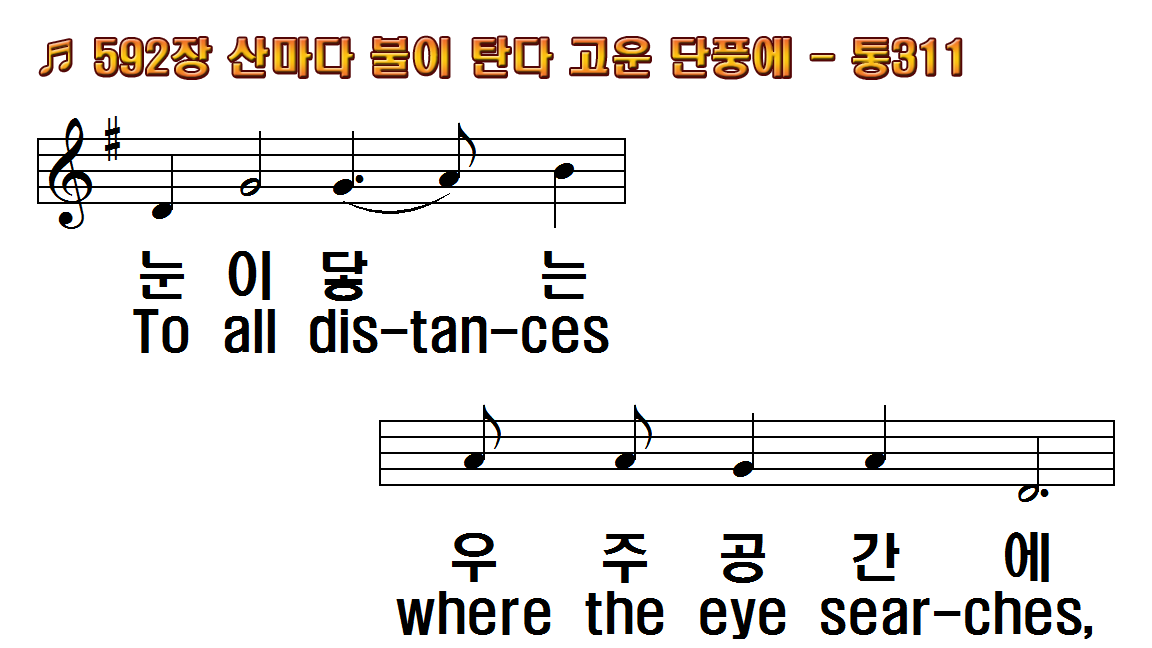 ♬ 592장 산마다 불이 탄다 고운 단풍에 - 통311
눈 이 닿 는
To all dis-tan-ces
우 주 공 간 에
where the eye sear-ches,